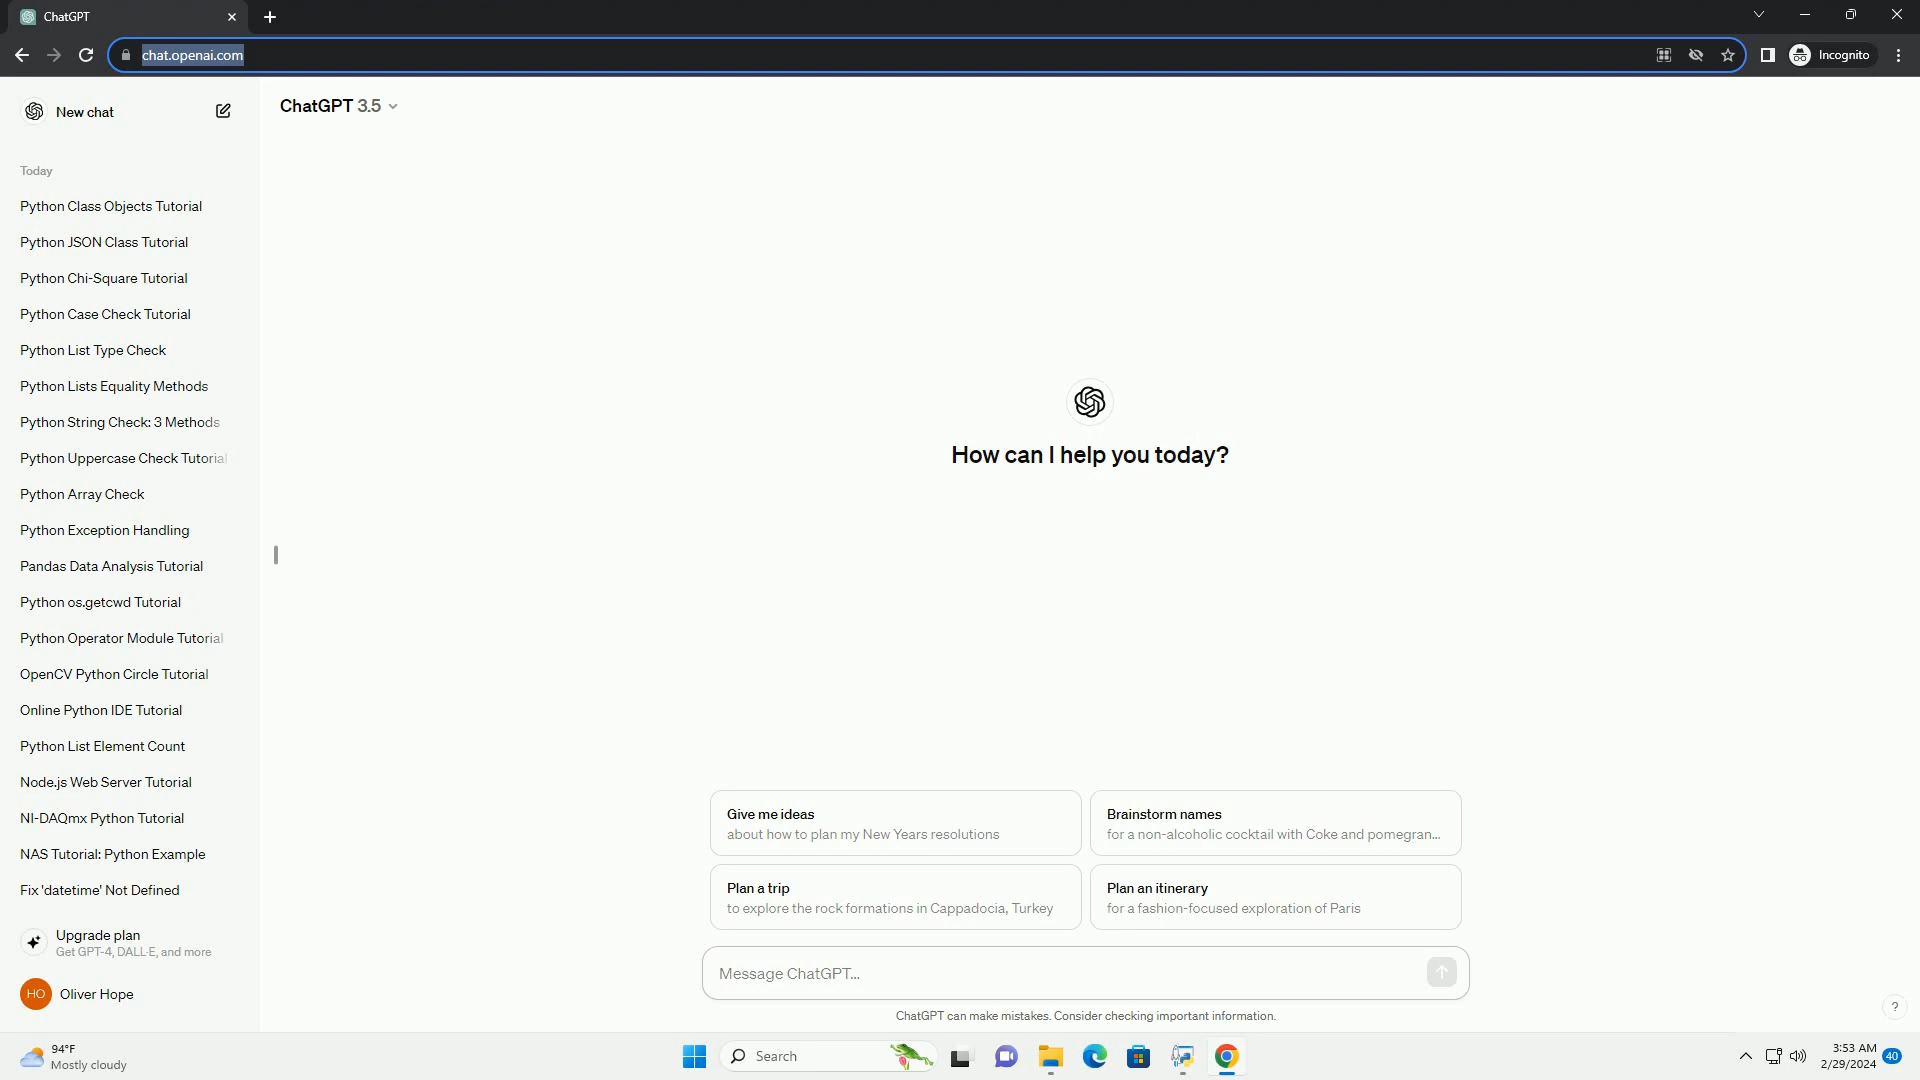 ChatGPT
chat.openai.com
Incognito
New chat
ChatGPT 3.5
Today
Python Class Objects Tutorial
Python JSON Class Tutorial
Python Chi-Square Tutorial
Python Case Check Tutorial
Python List Type Check
Python Lists Equality Methods
Python String Check: 3 Methods
Python Uppercase Check Tutorial
Python Array Check
Python Exception Handling
Pandas Data Analysis Tutorial
Python os.getcwd Tutorial
Python Operator Module Tutorial
OpenCV Python Circle Tutorial
Online Python IDE Tutorial
Python List Element Count
Node.js Web Server Tutorial
NI-DAQmx Python Tutorial
NAS Tutorial: Python Example
Fix 'datetime' Not Defined
Upgrade plan
Get GPT-4, DALL·E, and more
HO
Oliver Hope
How can I help you today?
Give me ideas
about how to plan my New Years resolutions
Brainstorm names
for a non-alcoholic cocktail with Coke and pomegran...
Plan a trip
to explore the rock formations in Cappadocia, Turkey
Plan an itinerary
for a fashion-focused exploration of Paris
Message ChatGPT...
ChatGPT can make mistakes. Consider checking important information.
?
94°F
Mostly cloudy
Search
3:53 AM
2/29/2024
40